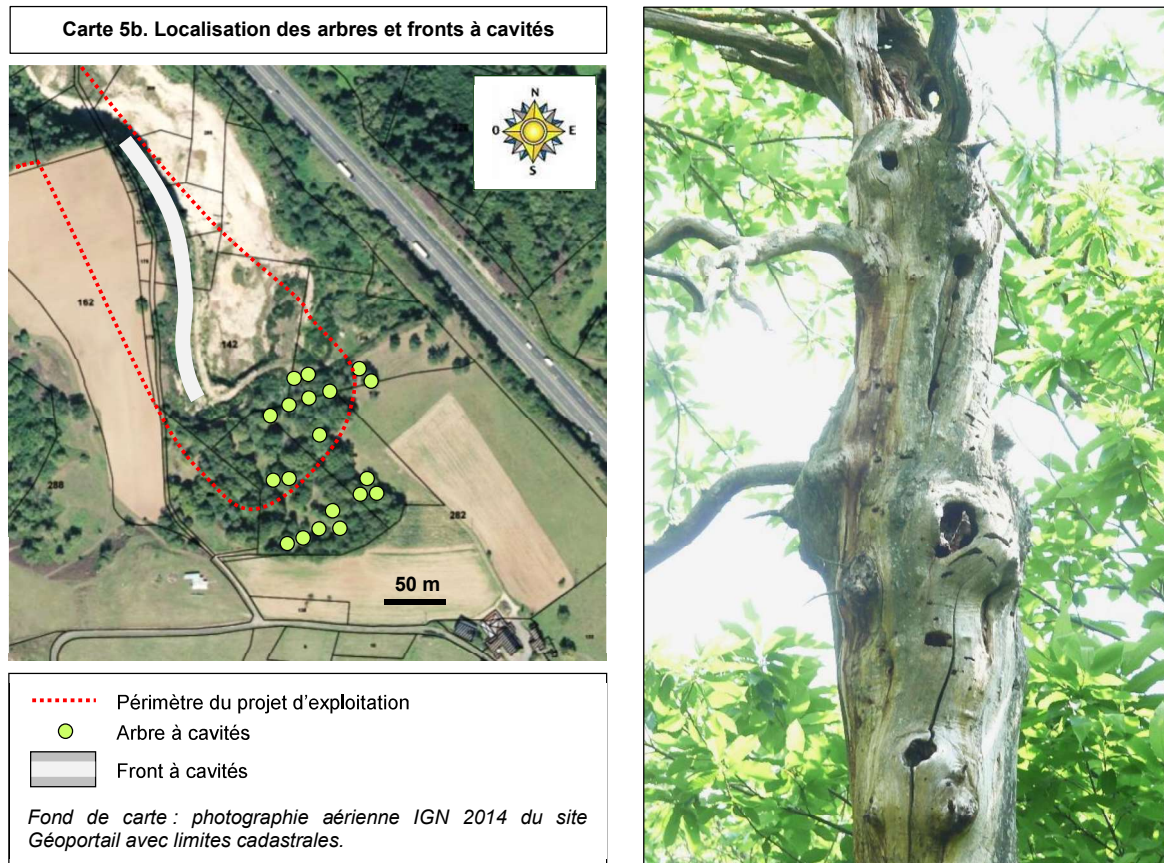 Carte 5b. Localisation des arbres et fronts à cavités
N
O E
S
162
142
288
282
50 m
Périmètre du projet d'exploitation
Arbre à cavités
Front à cavités
Fond de carte : photographie aérienne IGN 2014 du site
Géoportail avec limites cadastrales.